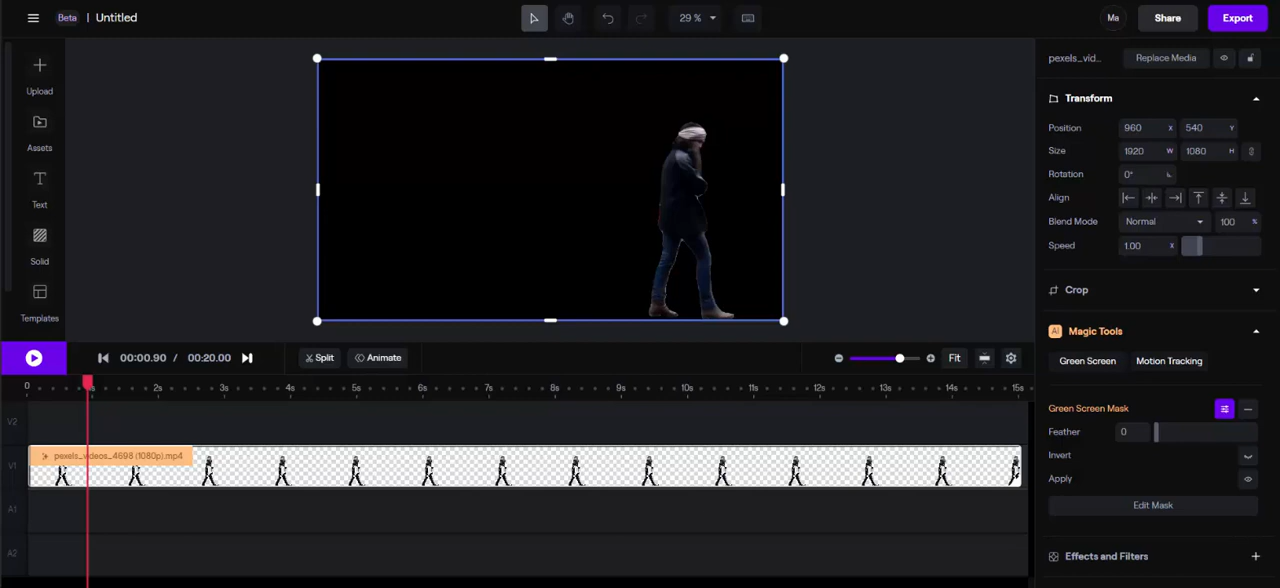 Beta | Untitled
29 %
Ma
Share
Export
Upload
Assets
Text
Solid
Templates
pexels_vid...
Replace Media
Transform
Position 960 X 540 Y
Size 1920 W 1080 H
Rotation 0°
Align
Blend Mode Normal 100 %
Speed 1.00 X
Crop
AI Magic Tools
Green Screen Motion Tracking
Green Screen Mask
Feather 0
Invert
Apply
Edit Mask
Effects and Filters
00:00.90 / 00:20.00
Split
Animate
Fit
0 2s 3s 4s 5s 6s 7s 8s 9s 10s 11s 12s 13s 14s 15s
V2
V1 pexels_videos_4698 (1080p).mp4
A1
A2